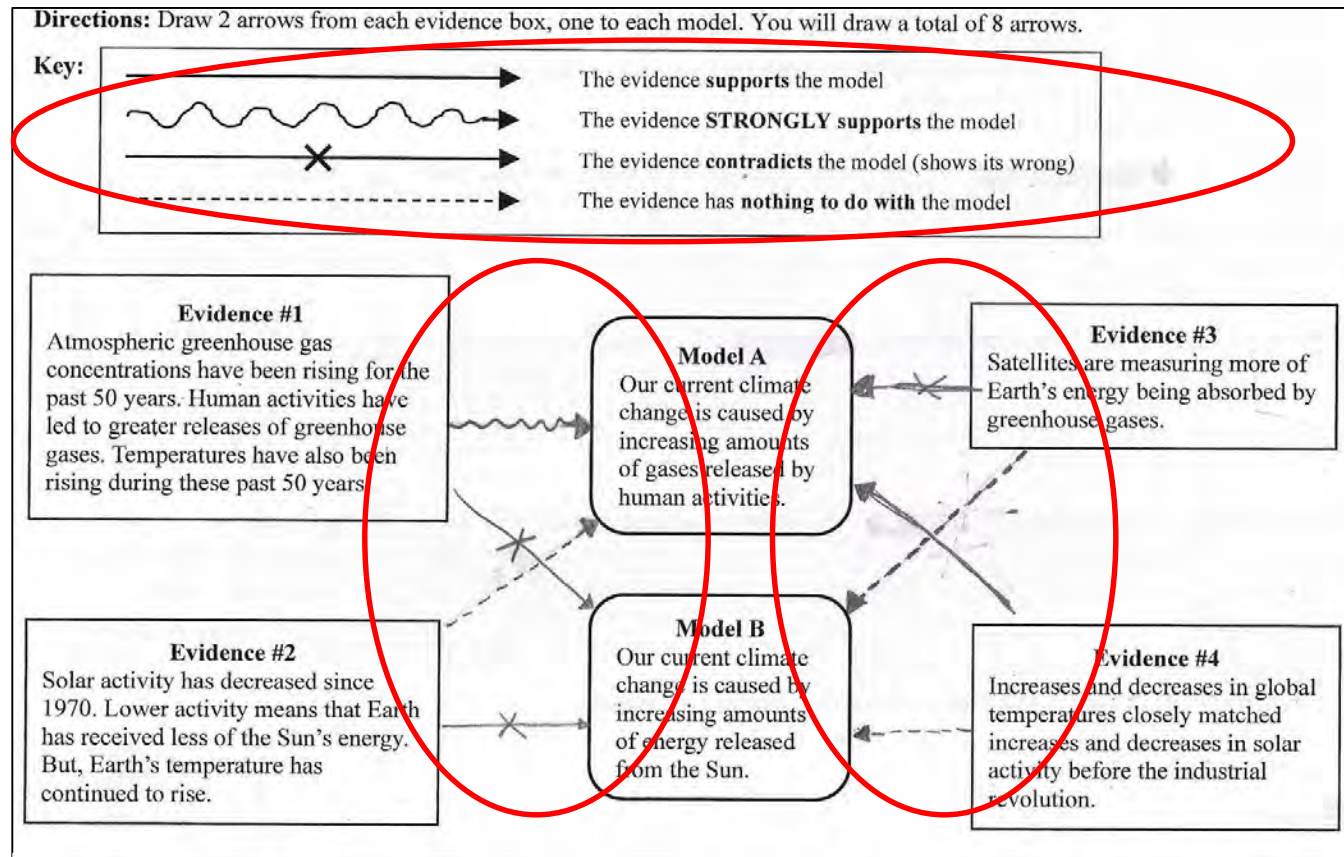 Directions: Draw 2 arrows from each evidence box, one to each model. You will draw a total of 8 arrows.
Key:
The evidence supports the model
The evidence STRONGLY supports the model
The evidence contradicts the model (shows its wrong)
The evidence has nothing to do with the model
Evidence #1
Atmospheric greenhouse gas
concentrations have been rising for the
past 50 years. Human activities have
led to greater releases of greenhouse
gases. Temperatures have also been
rising during these past 50 years
Evidence #2
Solar activity has decreased since
1970. Lower activity means that Earth
has received less of the Sun's energy.
But, Earth's temperature has
continued to rise.
Model A
Our current climate
change is caused by
increasing amounts
of gases released by
human activities.
Model B
Our current climate
change is caused by
increasing amounts
of energy released
from the Sun.
Evidence #3
Satellites are measuring more of
Earth's energy being absorbed by
greenhouse gases.
Evidence #4
Increases and decreases in global
temperatures closely matched
increases and decreases in solar
activity before the industrial
revolution.